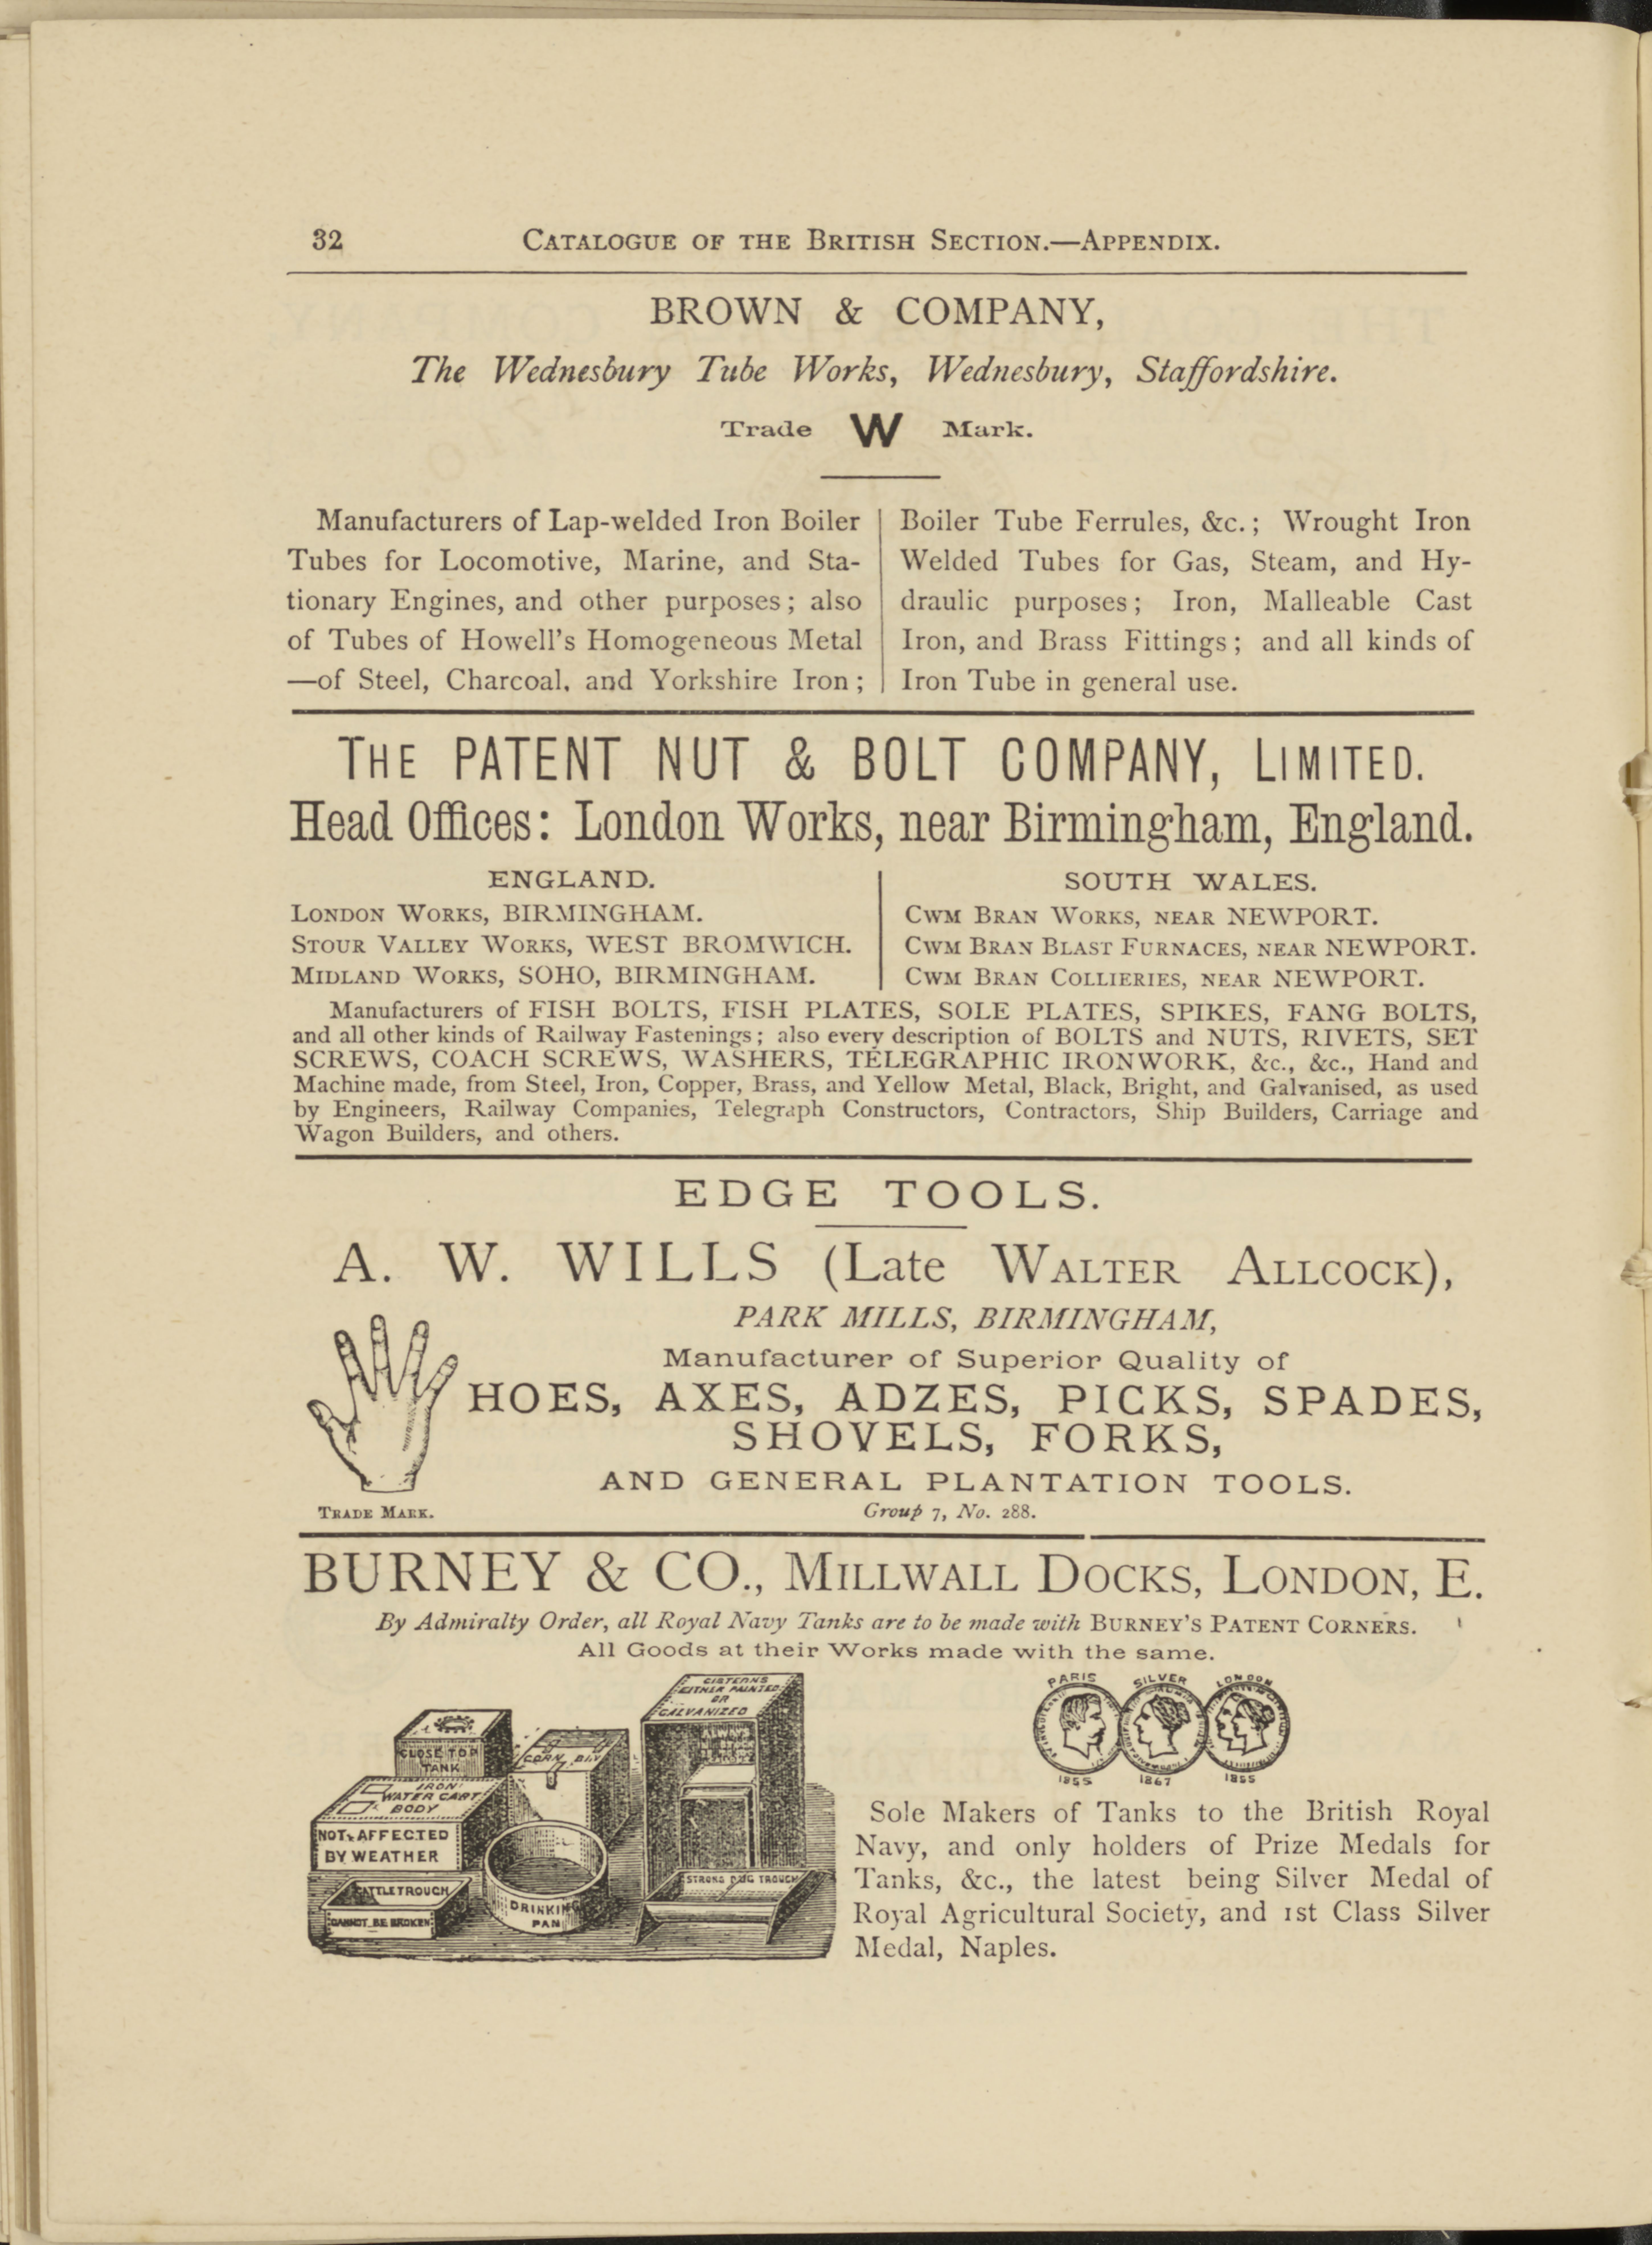 32
CATALOGUE OF THE BRITISH SECTION.—APPENDIX.
BROWN & COMPANY,
The Wednesbury Tube Works, Wednesbury, Staffordshire.
Trade W Mark.
Manufacturers of Lap-welded Iron Boiler
Tubes for Locomotive, Marine, and Sta-
tionary Engines, and other purposes; also
of Tubes of Howell's Homogeneous Metal
—of Steel, Charcoal, and Yorkshire Iron;
Boiler Tube Ferrules, &c.; Wrought Iron
Welded Tubes for Gas, Steam, and Hy-
draulic purposes; Iron, Malleable Cast
Iron, and Brass Fittings; and all kinds of
Iron Tube in general use.
THE PATENT NUT & BOLT COMPANY, LIMITED.
Head Offices: London Works, near Birmingham, England.
ENGLAND.
LONDON WORKS, BIRMINGHAM.
STOUR VALLEY WORKS, WEST BROMWICH.
MIDLAND WORKS, SOHO, BIRMINGHAM.
SOUTH WALES.
CWM BRAN WORKS, NEAR NEWPORT.
CWM BRAN BLAST FURNACES, NEAR NEWPORT.
CWM BRAN COLLIERIES, NEAR NEWPORT.
Manufacturers of FISH BOLTS, FISH PLATES, SOLE PLATES, SPIKES, FANG BOLTS,
and all other kinds of Railway Fastenings; also every description of BOLTS and NUTS, RIVETS, SET
SCREWS, COACH SCREWS, WASHERS, TELEGRAPHIC IRONWORK, &c., &c., Hand and
Machine made, from Steel, Iron, Copper, Brass, and Yellow Metal, Black, Bright, and Galvanised, as used
by Engineers, Railway Companies, Telegraph Constructors, Contractors, Ship Builders, Carriage and
Wagon Builders, and others.
EDGE TOOLS.
A. W. WILLS (Late WALTER ALLCOCK),
PARK MILLS, BIRMINGHAM,
Manufacturer of Superior Quality of
HOES, AXES, ADZES, PICKS, SPADES,
SHOVELS, FORKS,
AND GENERAL PLANTATION TOOLS.
TRADE MARK.
Group 7, No. 288.
BURNEY & CO., MILLWALL DOCKS, LONDON, E.
By Admiralty Order, all Royal Navy Tanks are to be made with BURNEY'S PATENT CORNERS.
All Goods at their Works made with the same.
CISTERNS
EITHER PAINTED
OR
GALVANIZED
ALWAYS
CLOSE TOP
TANK
CORN BIN
IRON
WATER CART
BODY
NOT AFFECTED
BY WEATHER
CATTLE TROUGH
CANNOT BE BROKEN
DRINKING
PAN
STRONG PIG TROUGH
PARIS SILVER LONDON
1855 1867 1855
Sole Makers of Tanks to the British Royal
Navy, and only holders of Prize Medals for
Tanks, &c., the latest being Silver Medal of
Royal Agricultural Society, and 1st Class Silver
Medal, Naples.